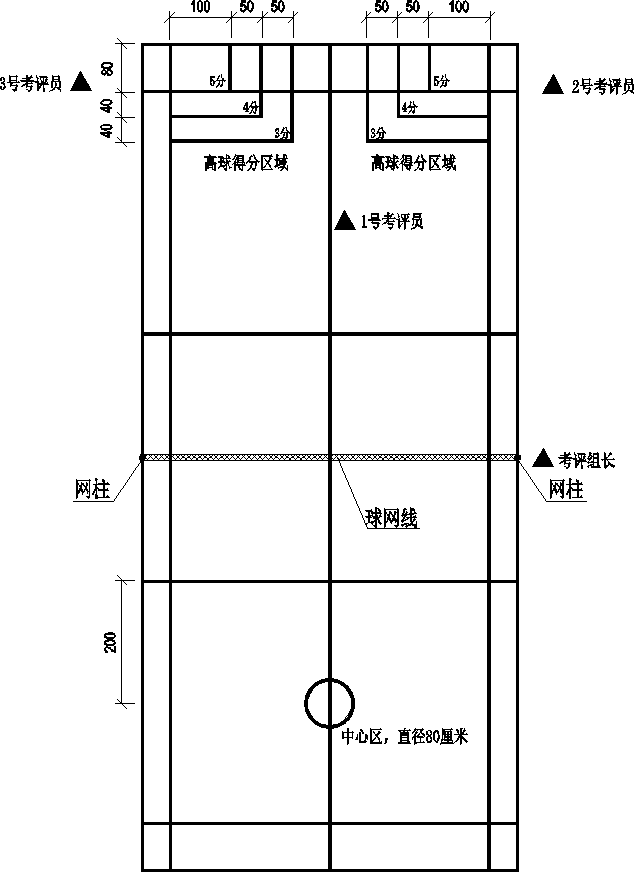 100 50 50 50 50 100
80
3号考评员
5分 5分
2号考评员
40
4分 4分
40
3分 3分
高球得分区域 高球得分区域
1号考评员
考评组长
网柱 网柱
球网线
200
中心区，直径80厘米